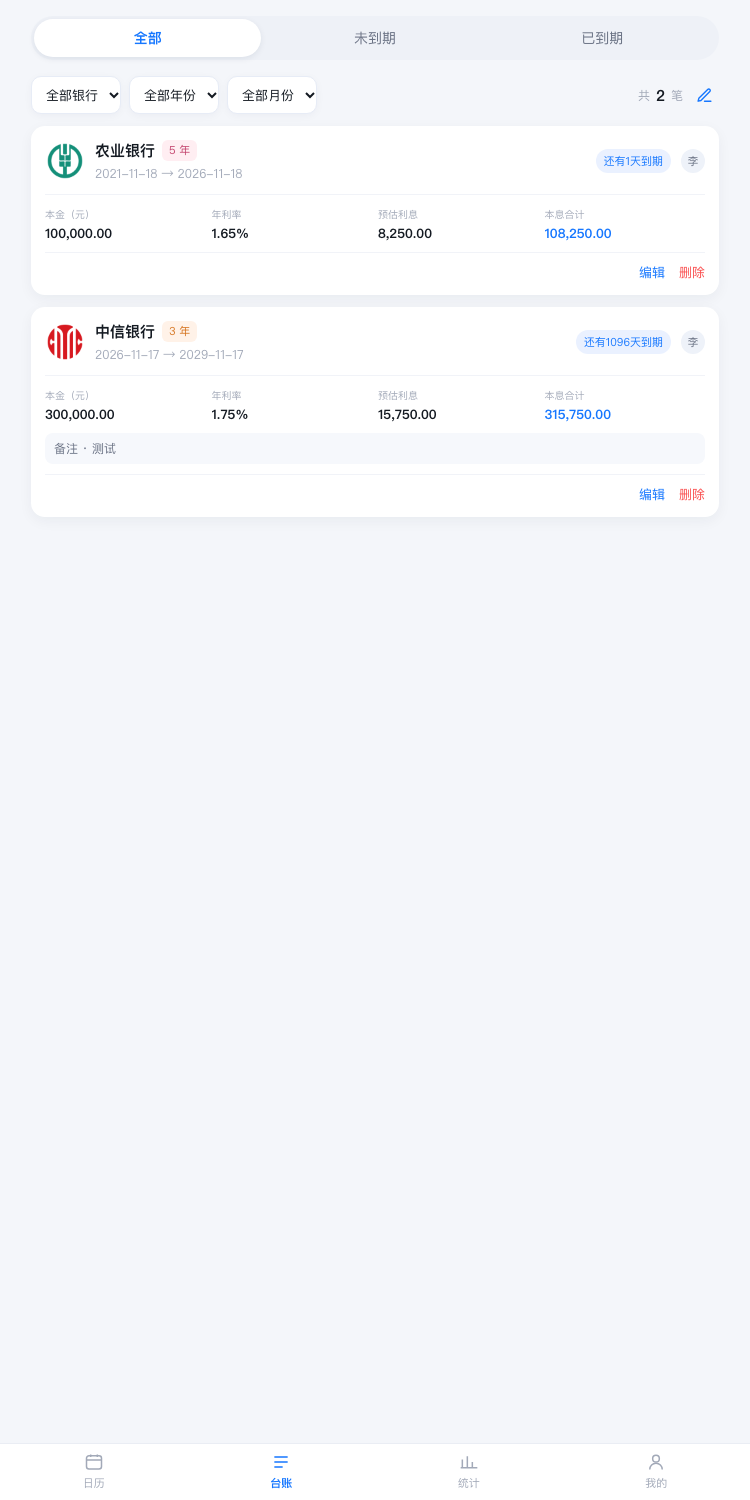 全部 未到期 已到期
全部银行 全部年份 全部月份 共 2 笔
农业银行 5 年
2021-11-18 → 2026-11-18
还有1天到期 李
本金（元） 年利率 预估利息 本息合计
100,000.00 1.65% 8,250.00 108,250.00
编辑 删除
中信银行 3 年
2026-11-17 → 2029-11-17
还有1096天到期 李
本金（元） 年利率 预估利息 本息合计
300,000.00 1.75% 15,750.00 315,750.00
备注 · 测试
编辑 删除
日历 台账 统计 我的